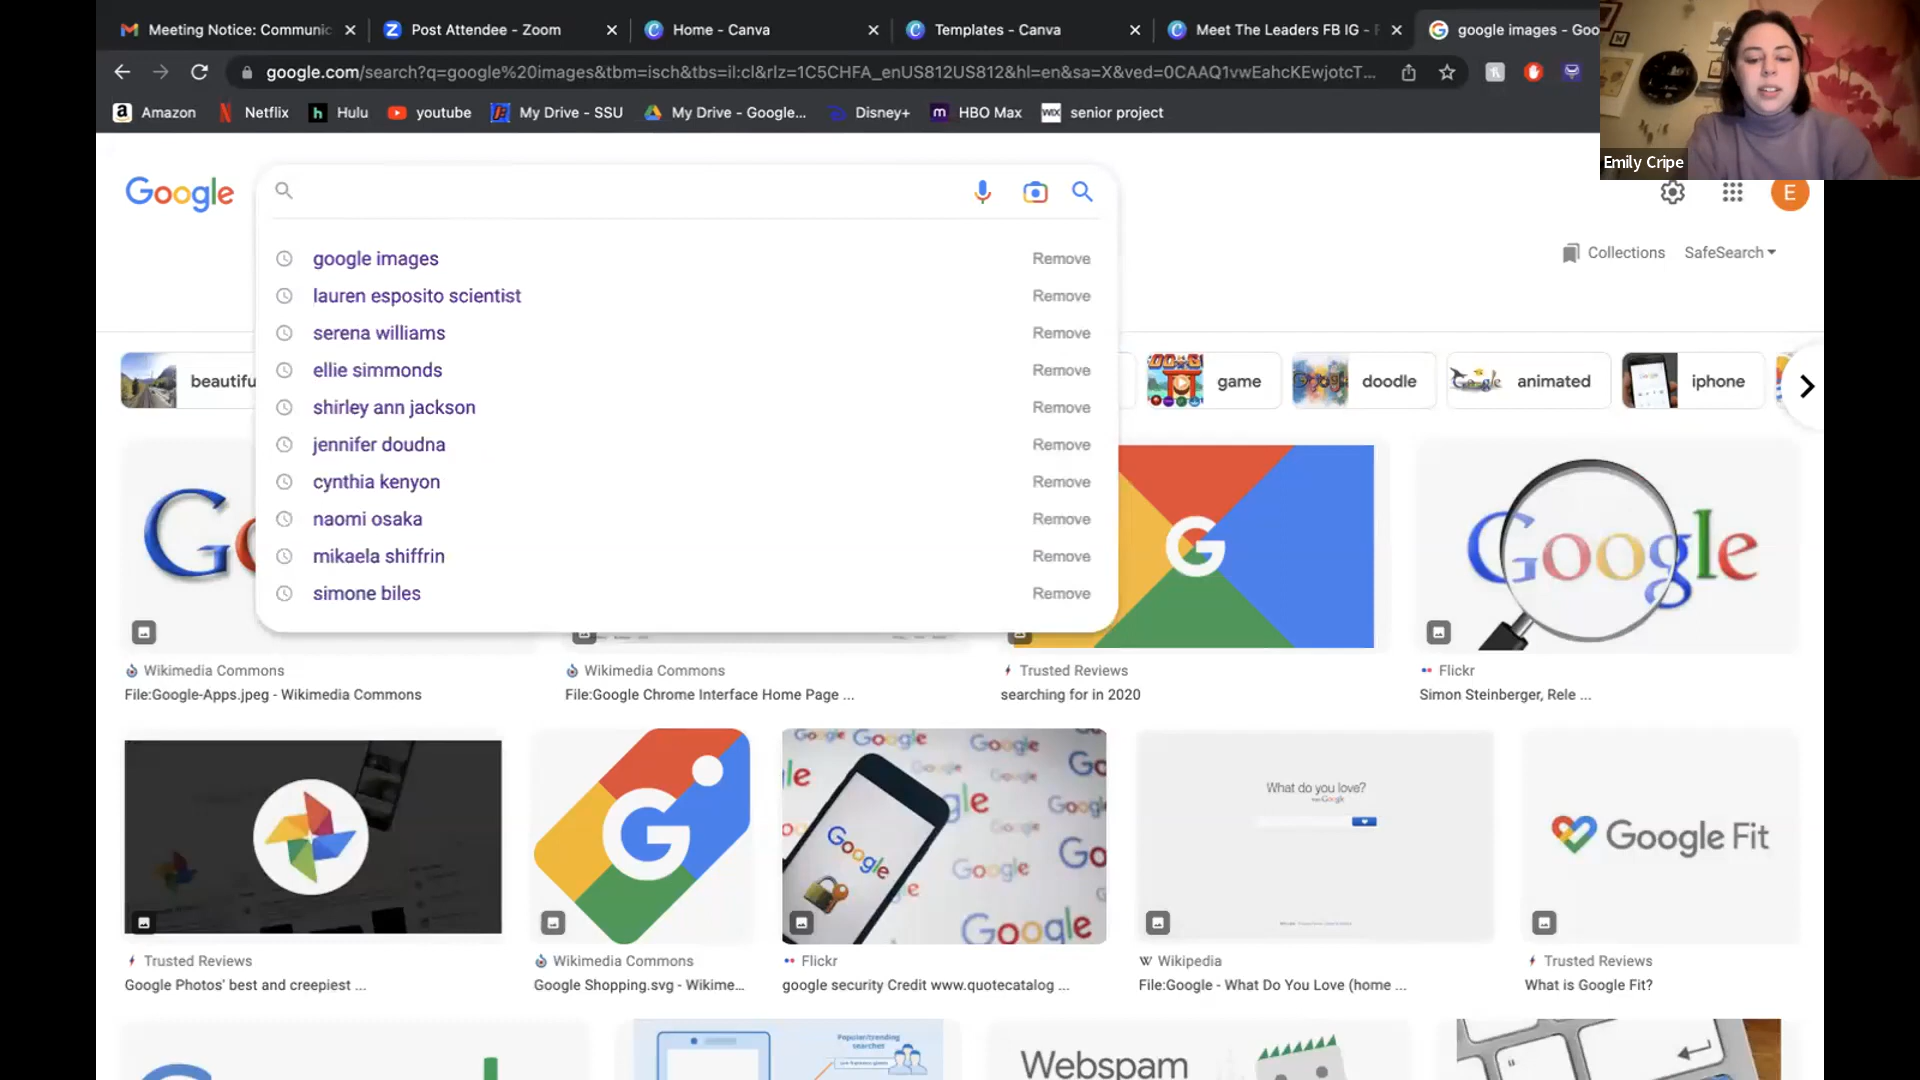 Meeting Notice: Communic
Post Attendee - Zoom
Home - Canva
Templates - Canva
Meet The Leaders FB IG - F
google images - Goo
google.com/search?q=google%20images&tbm=isch&tbs=il:cl&rlz=1C5CHFA_enUS812US812&hl=en&sa=X&ved=0CAAQ1vwEahcKEwjotcT...
Amazon
Netflix
Hulu
youtube
My Drive - SSU
My Drive - Google...
Disney+
HBO Max
senior project
Emily Cripe
Google
E
Collections
SafeSearch
google images Remove
lauren esposito scientist Remove
serena williams Remove
ellie simmonds Remove
shirley ann jackson Remove
jennifer doudna Remove
cynthia kenyon Remove
naomi osaka Remove
mikaela shiffrin Remove
simone biles Remove
beautifu
game
doodle
animated
iphone
Google
Wikimedia Commons
File:Google-Apps.jpeg - Wikimedia Commons
Wikimedia Commons
File:Google Chrome Interface Home Page ...
Trusted Reviews
searching for in 2020
Flickr
Simon Steinberger, Rele ...
What do you love?
Google Fit
Google
Trusted Reviews
Google Photos' best and creepiest ...
Wikimedia Commons
Google Shopping.svg - Wikime...
Flickr
google security Credit www.quotecatalog ...
Wikipedia
File:Google - What Do You Love (home ...
Trusted Reviews
What is Google Fit?
Popular/trending
searches
Webspam